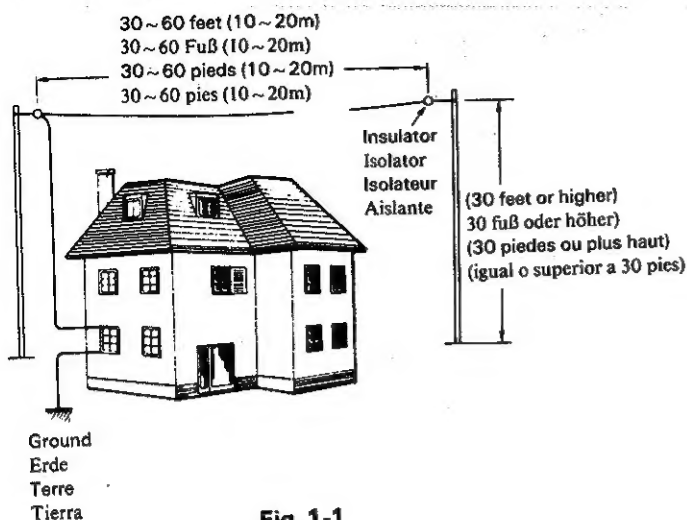 30~60 feet (10~20m)
30~60 Fuß (10~20m)
30~60 pieds (10~20m)
30~60 pies (10~20m)
Insulator
Isolator
Isolateur
Aislante
(30 feet or higher)
30 fuß oder höher)
(30 piedes ou plus haut)
(igual o superior a 30 pies)
Ground
Erde
Terre
Tierra
Fig. 1-1